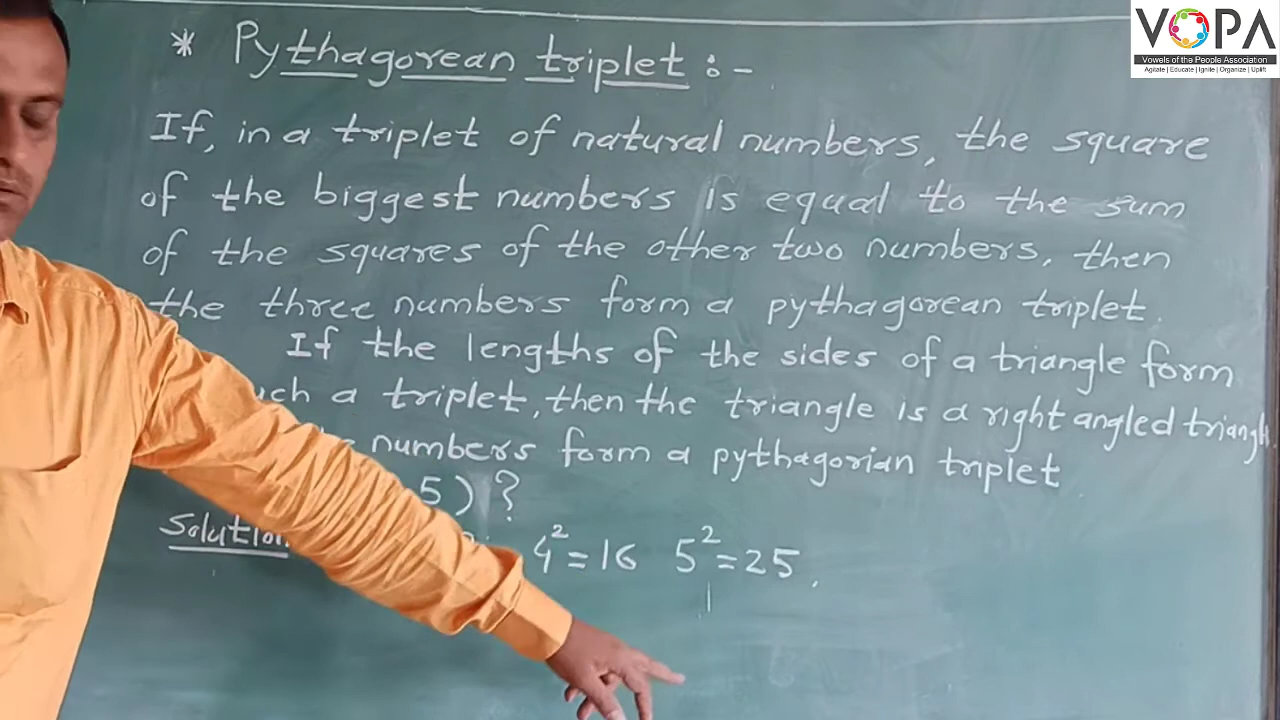 * Pythagorean triplet :-
If, in a triplet of natural numbers, the square
of the biggest numbers is equal to the sum
of the squares of the other two numbers, then
the three numbers form a pythagorean triplet.
If the lengths of the sides of a triangle form
a triplet, then the triangle is a right angled
numbers form a pythagorian triplet
5)?
Solution
4²=16 5²=25.
VOPA
Vowels of the People Association
Agitate | Educate | Ignite | Organize | Uplift